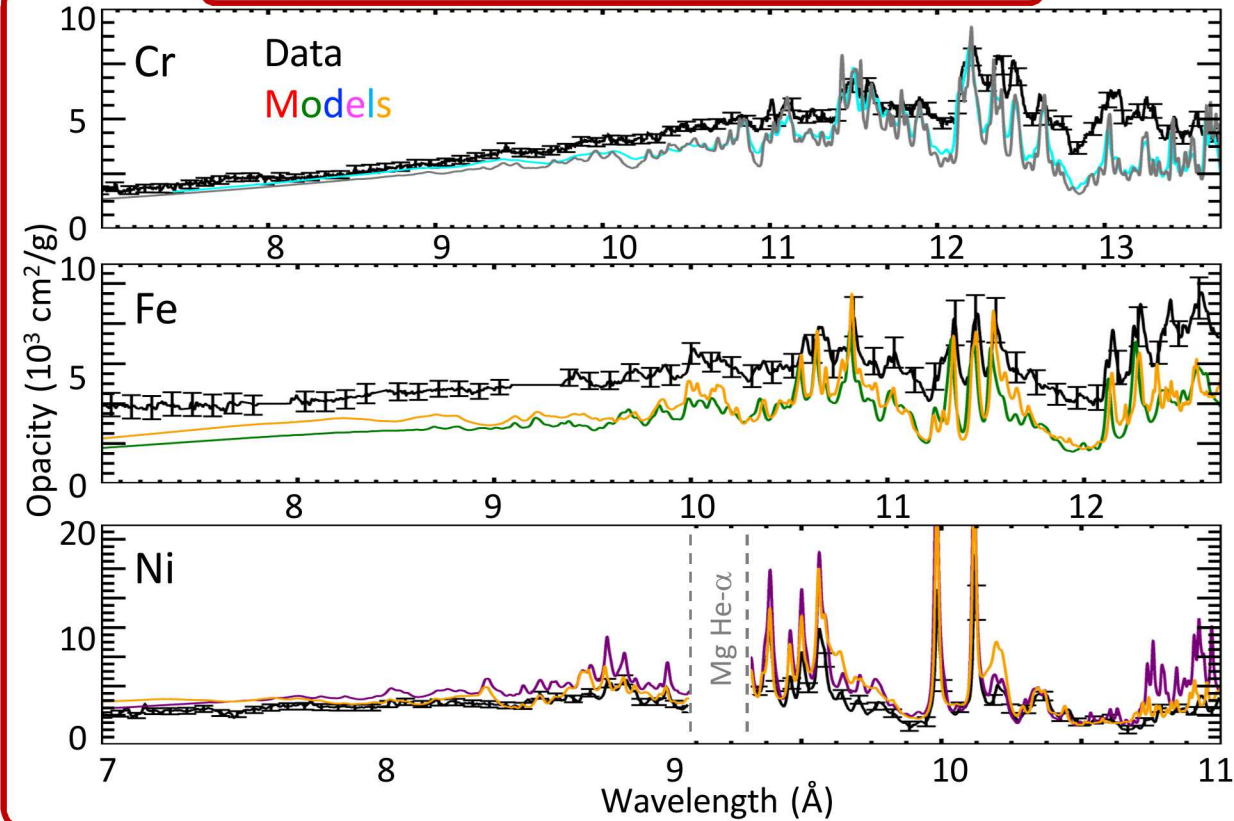 10
Cr
Data
Models
5
0
8 9 10 11 12 13
10
Fe
5
0
8 9 10 11 12
Opacity (10³ cm²/g)
20
Ni
10
Mg He-α
0
7 8 9 10 11
Wavelength (Å)